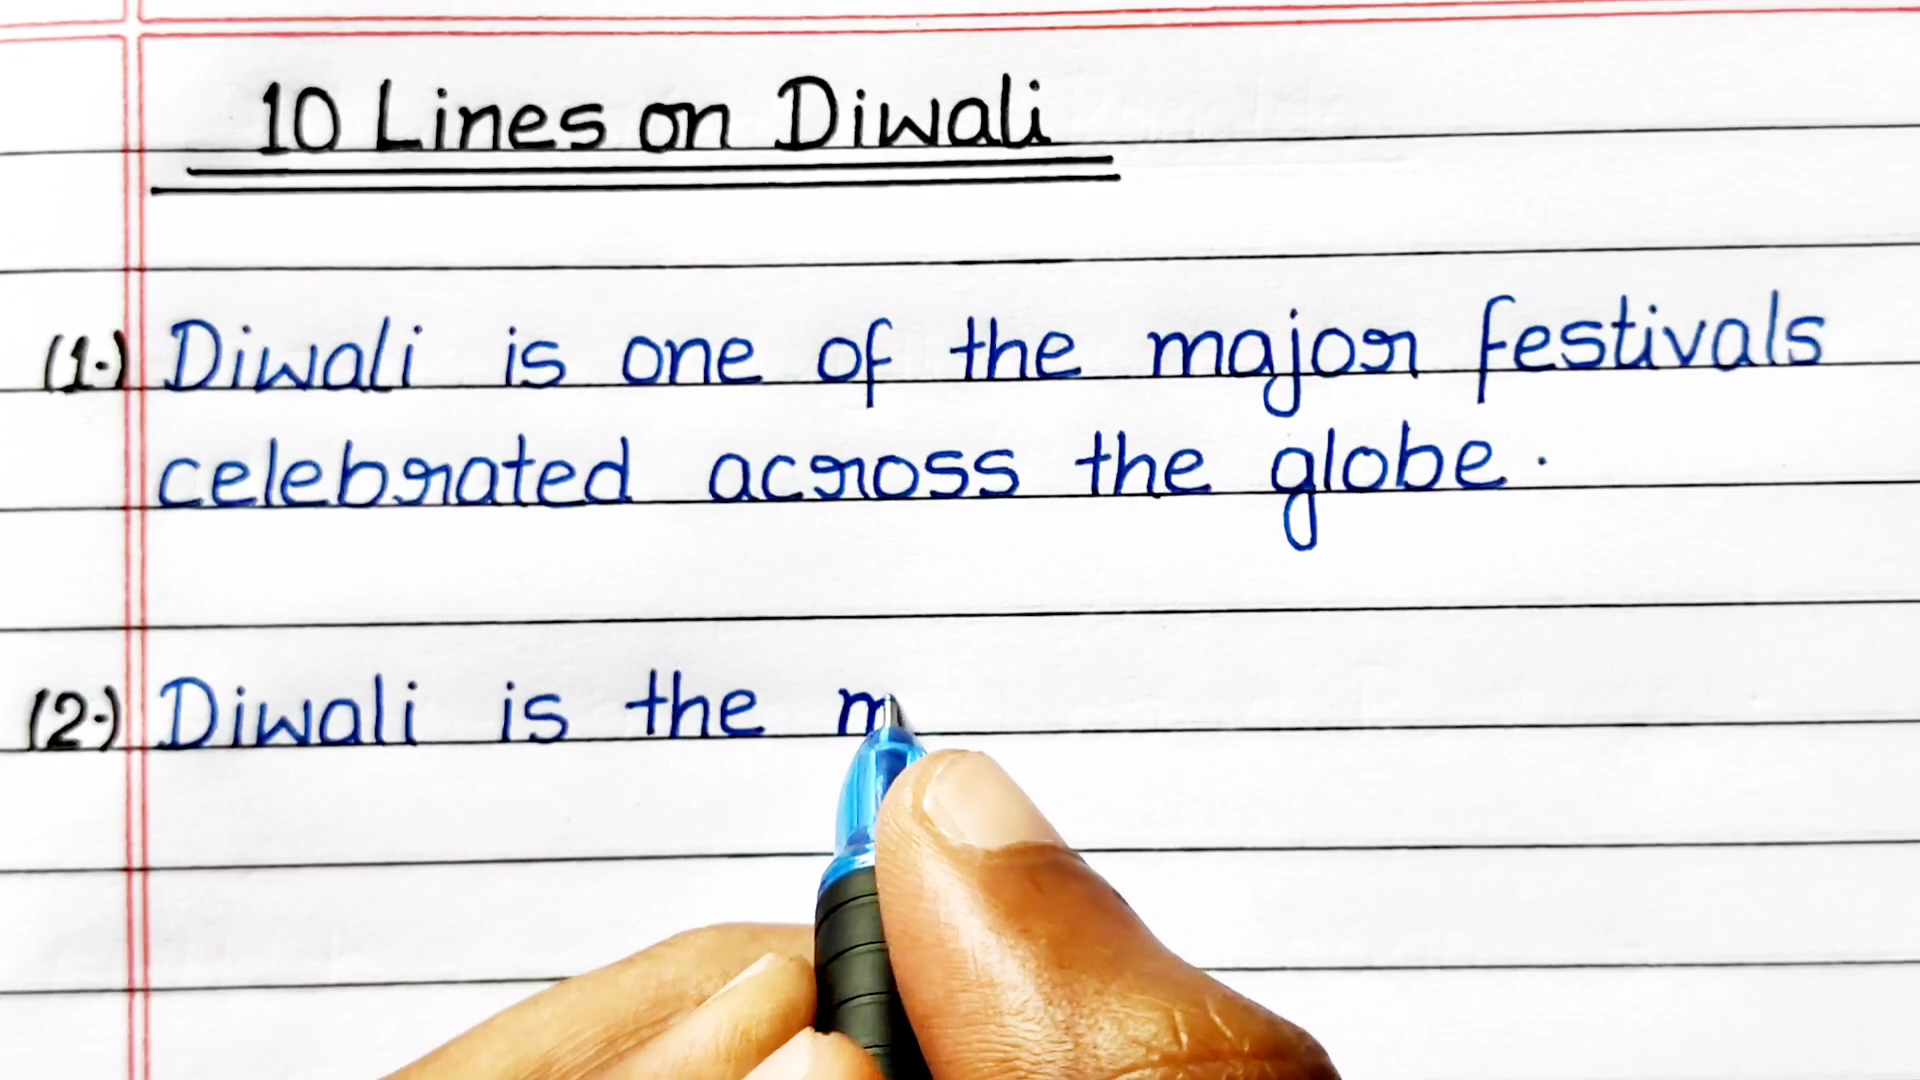 10 Lines on Diwali
(1.) Diwali is one of the major festivals
celebrated across the globe.
(2.) Diwali is the m